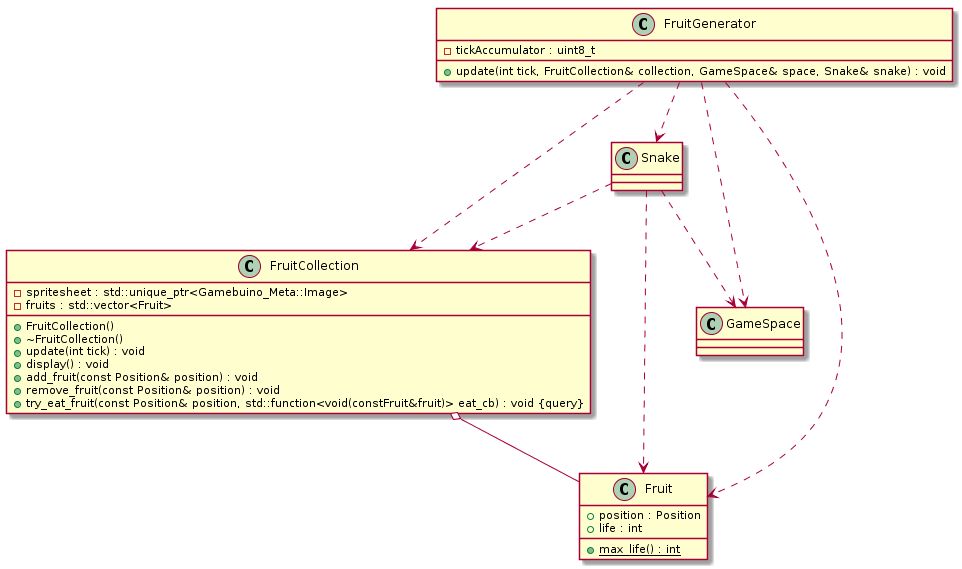 C FruitGenerator
tickAccumulator : uint8_t
update(int tick, FruitCollection& collection, GameSpace& space, Snake& snake) : void
C Snake
C FruitCollection
spritesheet : std::unique_ptr<Gamebuino_Meta::Image>
fruits : std::vector<Fruit>
FruitCollection()
~FruitCollection()
update(int tick) : void
display() : void
add_fruit(const Position& position) : void
remove_fruit(const Position& position) : void
try_eat_fruit(const Position& position, std::function<void(constFruit&fruit)> eat_cb) : void {query}
C GameSpace
C Fruit
position : Position
life : int
max_life() : int